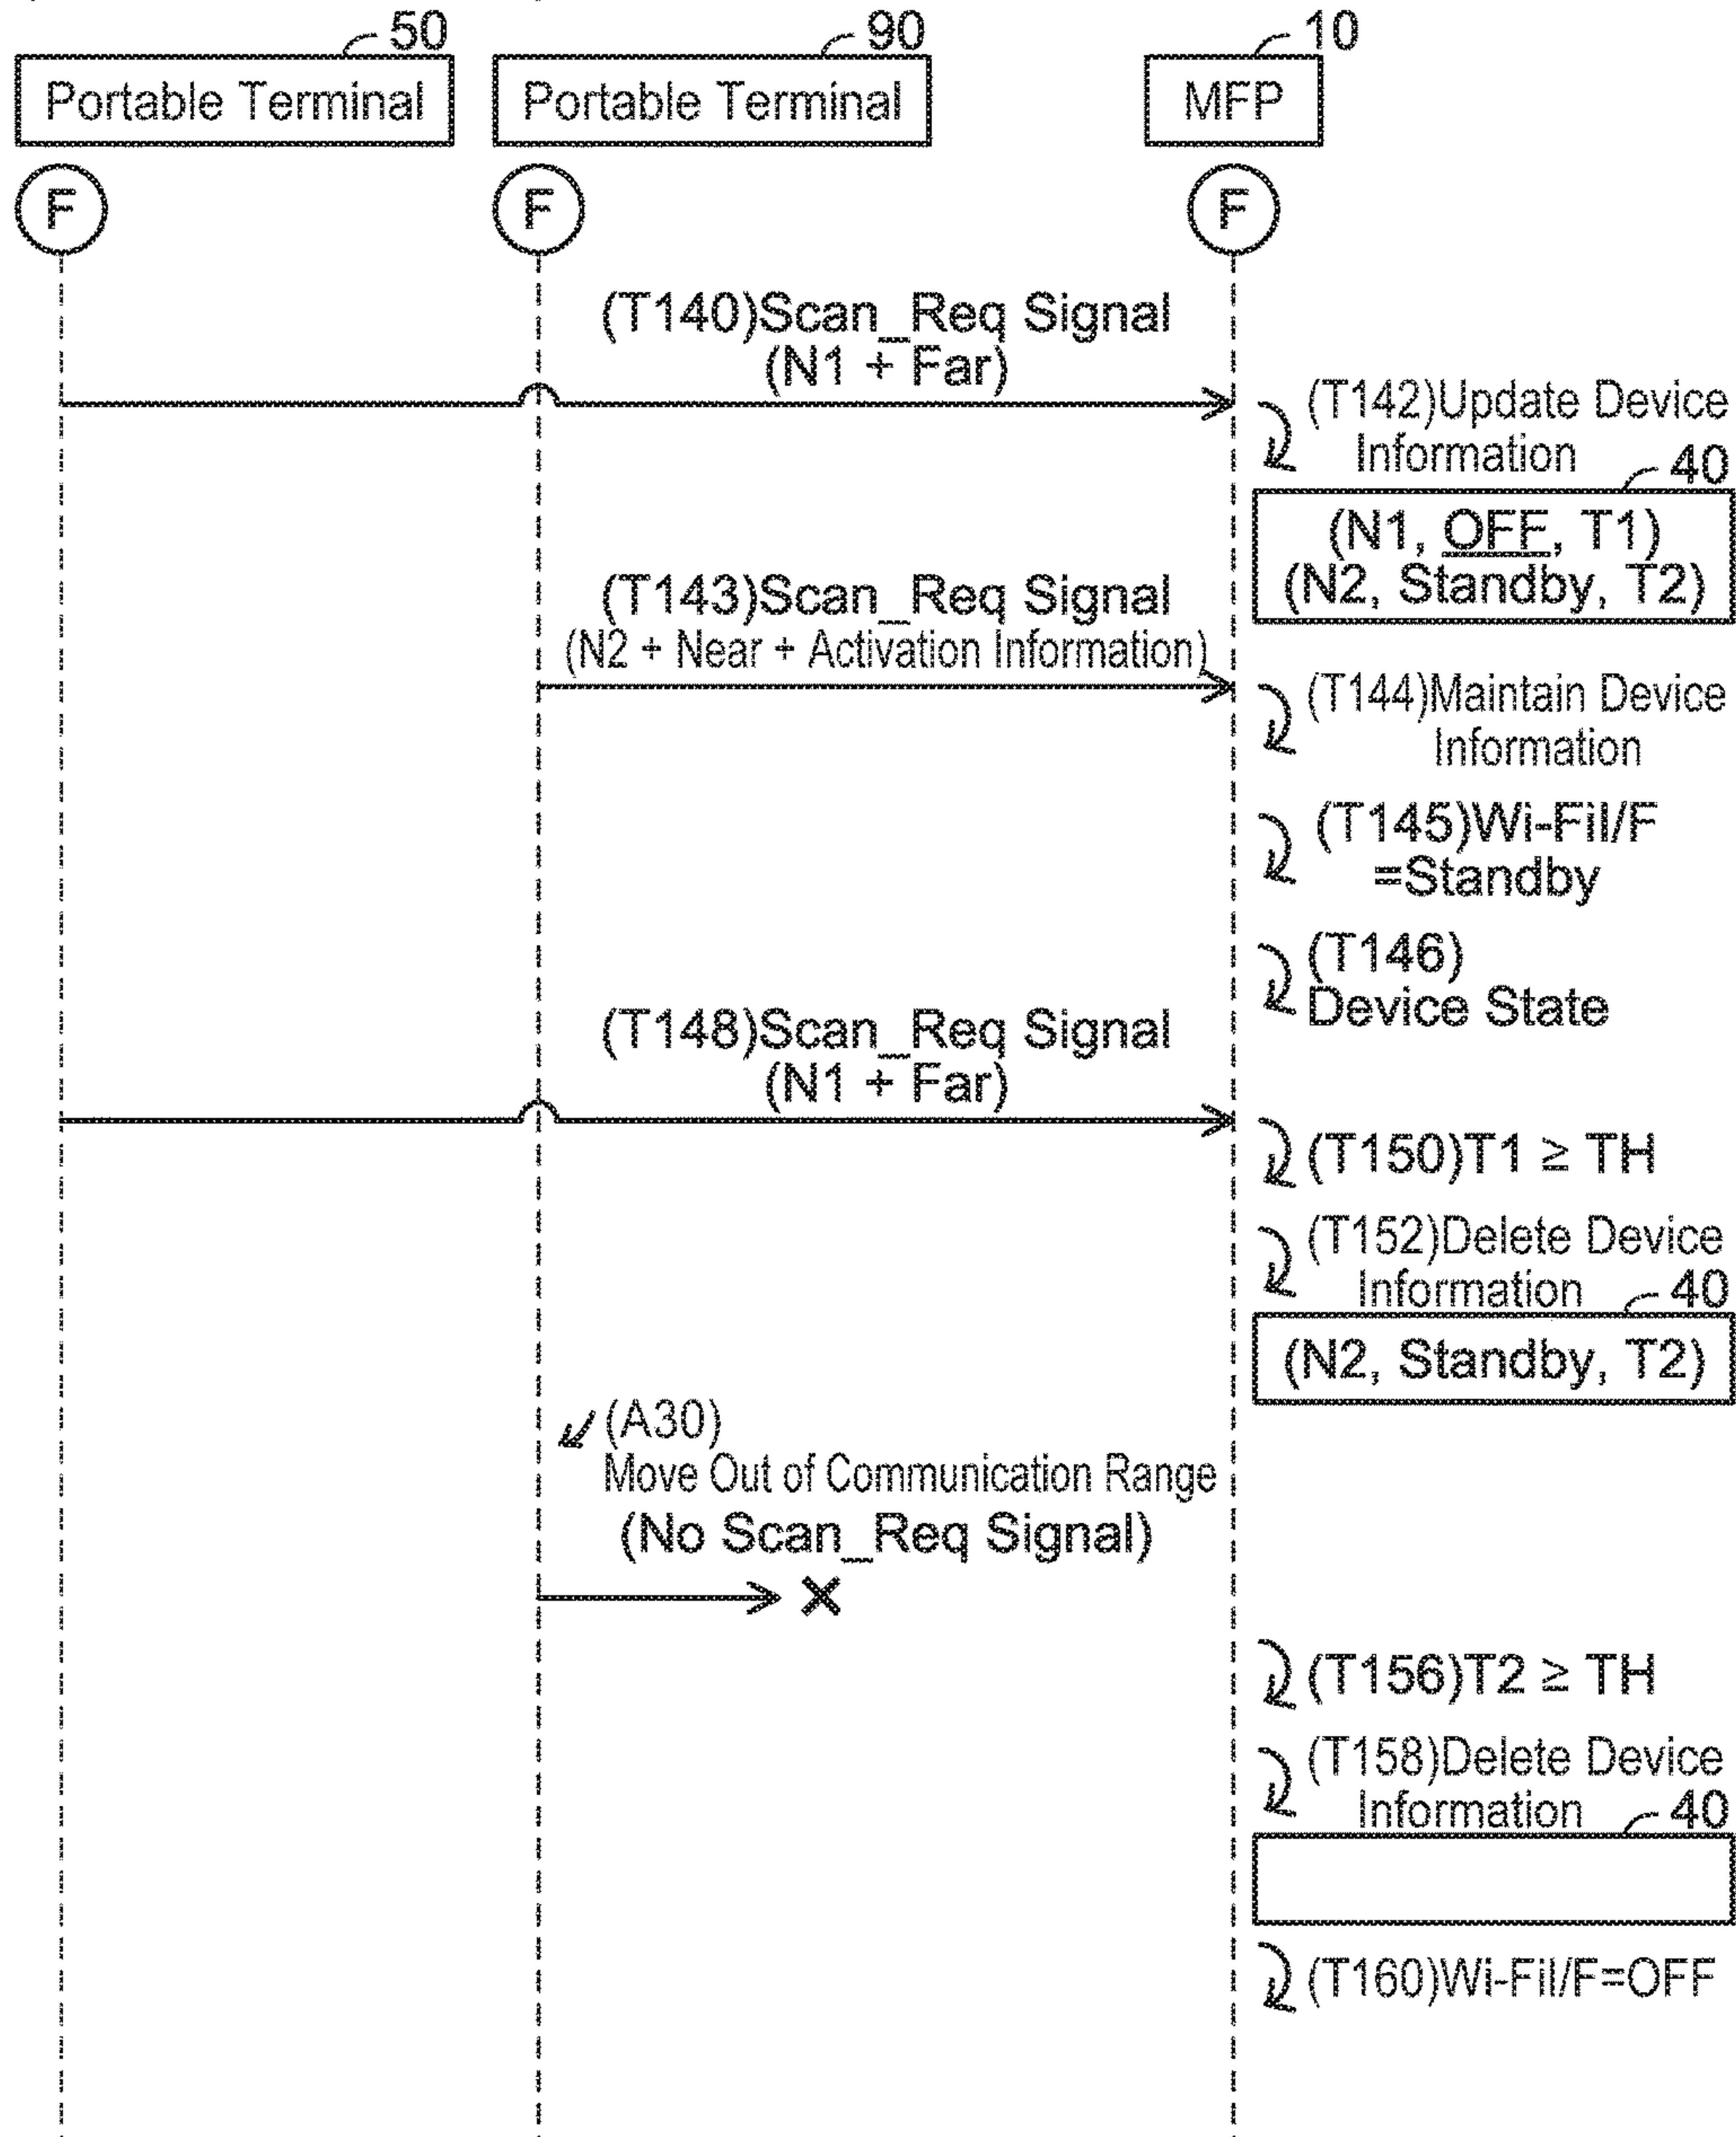 50
90
10
Portable Terminal
Portable Terminal
MFP
F
F
F
(T140)Scan_Req Signal
(N1 + Far)
(T142)Update Device
Information
40
(N1, OFF, T1)
(N2, Standby, T2)
(T143)Scan_Req Signal
(N2 + Near + Activation Information)
(T144)Maintain Device
Information
(T145)Wi-FiI/F
=Standby
(T146)
Device State
(T148)Scan_Req Signal
(N1 + Far)
(T150)T1 ≥ TH
(T152)Delete Device
Information
40
(N2, Standby, T2)
(A30)
Move Out of Communication Range
(No Scan_Req Signal)
(T156)T2 ≥ TH
(T158)Delete Device
Information
40
(T160)Wi-FiI/F=OFF